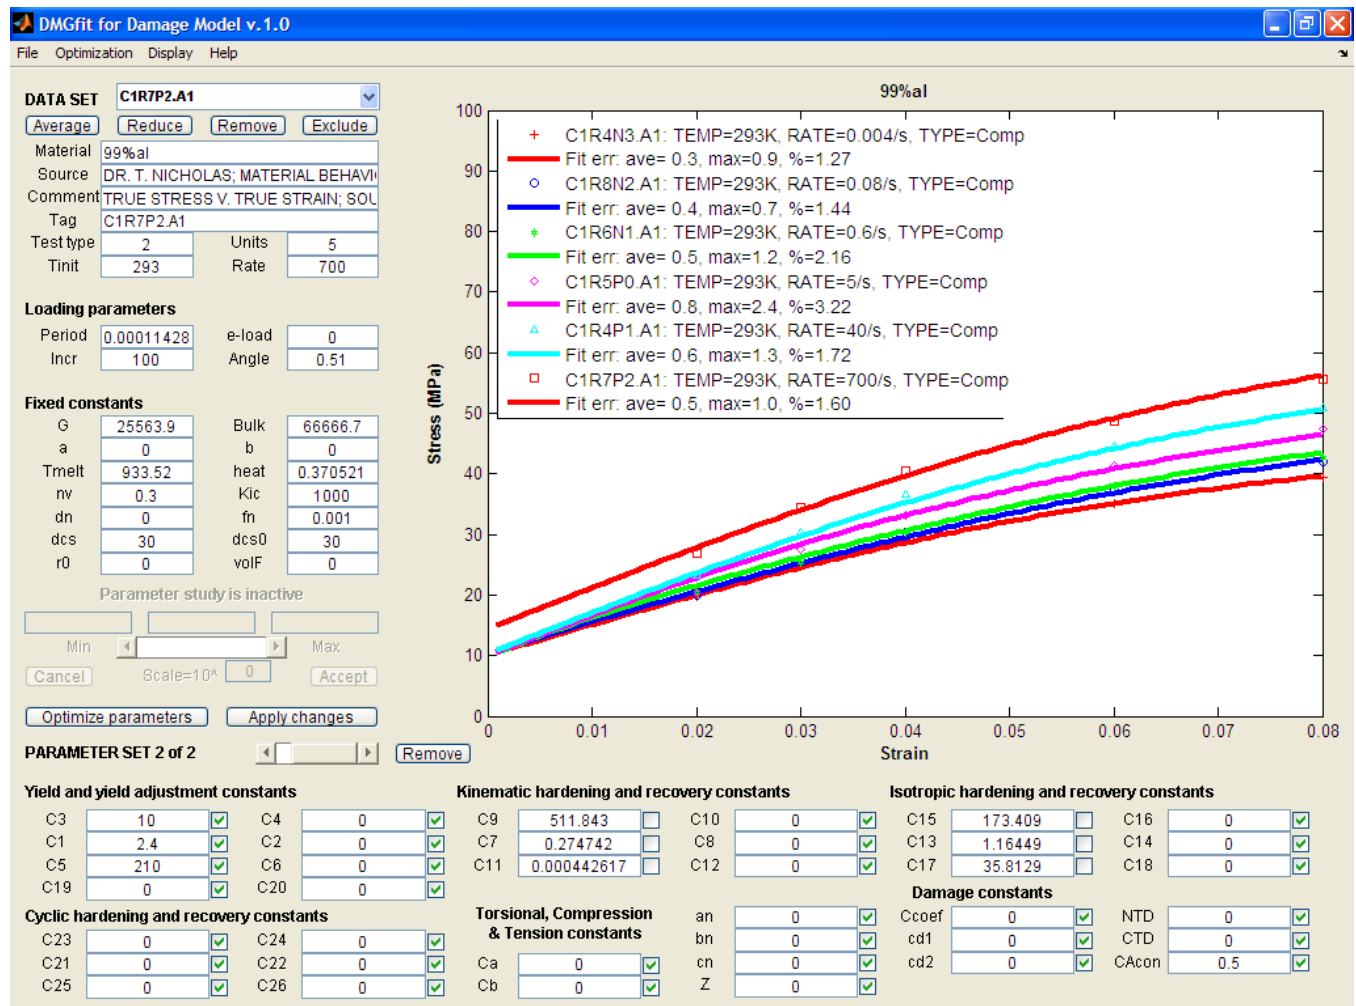 DMGfit for Damage Model v.1.0
File Optimization Display Help
DATA SET C1R7P2.A1
Average Reduce Remove Exclude
Material 99%al
Source DR. T. NICHOLAS; MATERIAL BEHAVI
Comment TRUE STRESS V. TRUE STRAIN; SOU
Tag C1R7P2.A1
Test type 2 Units 5
Tinit 293 Rate 700
Loading parameters
Period 0.00011428 e-load 0
Incr 100 Angle 0.51
Fixed constants
G 25563.9 Bulk 66666.7
a 0 b 0
Tmelt 933.52 heat 0.370521
nv 0.3 Kic 1000
dn 0 fn 0.001
dcs 30 dcs0 30
r0 0 volF 0
Parameter study is inactive
Min Max
Cancel Scale=10^ 0 Accept
Optimize parameters Apply changes
PARAMETER SET 2 of 2 Remove
99%al
C1R4N3.A1: TEMP=293K, RATE=0.004/s, TYPE=Comp
Fit err: ave= 0.3, max=0.9, %=1.27
C1R8N2.A1: TEMP=293K, RATE=0.08/s, TYPE=Comp
Fit err: ave= 0.4, max=0.7, %=1.44
C1R6N1.A1: TEMP=293K, RATE=0.6/s, TYPE=Comp
Fit err: ave= 0.5, max=1.2, %=2.16
C1R5P0.A1: TEMP=293K, RATE=5/s, TYPE=Comp
Fit err: ave= 0.8, max=2.4, %=3.22
C1R4P1.A1: TEMP=293K, RATE=40/s, TYPE=Comp
Fit err: ave= 0.6, max=1.3, %=1.72
C1R7P2.A1: TEMP=293K, RATE=700/s, TYPE=Comp
Fit err: ave= 0.5, max=1.0, %=1.60
100
90
80
70
60
50
40
30
20
10
0
Stress (MPa)
0 0.01 0.02 0.03 0.04 0.05 0.06 0.07 0.08
Strain
Yield and yield adjustment constants
C3 10 C4 0
C1 2.4 C2 0
C5 210 C6 0
C19 0 C20 0
Cyclic hardening and recovery constants
C23 0 C24 0
C21 0 C22 0
C25 0 C26 0
Kinematic hardening and recovery constants
C9 511.843 C10 0
C7 0.274742 C8 0
C11 0.000442617 C12 0
Torsional, Compression
& Tension constants
Ca 0
Cb 0
an 0
bn 0
cn 0
Z 0
Isotropic hardening and recovery constants
C15 173.409 C16 0
C13 1.16449 C14 0
C17 35.8129 C18 0
Damage constants
Ccoef 0 NTD 0
cd1 0 CTD 0
cd2 0 CAcon 0.5